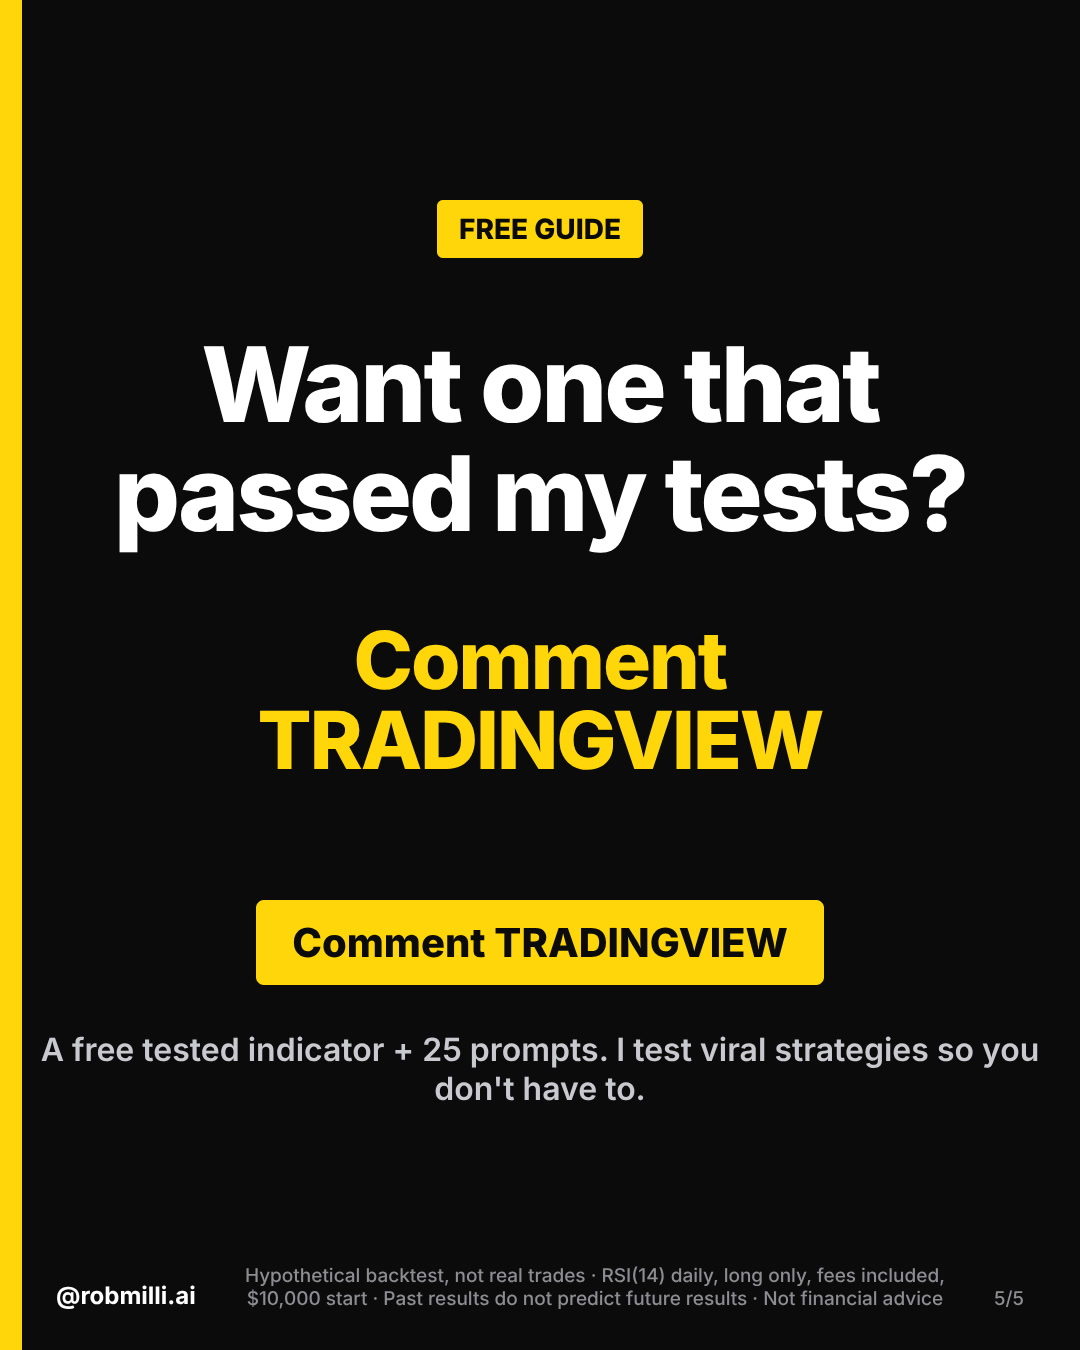 FREE GUIDE
Want one that
passed my tests?
Comment
TRADINGVIEW
Comment TRADINGVIEW
A free tested indicator + 25 prompts. I test viral strategies so you
don't have to.
@robmilli.ai
Hypothetical backtest, not real trades · RSI(14) daily, long only, fees included,
$10,000 start · Past results do not predict future results · Not financial advice
5/5